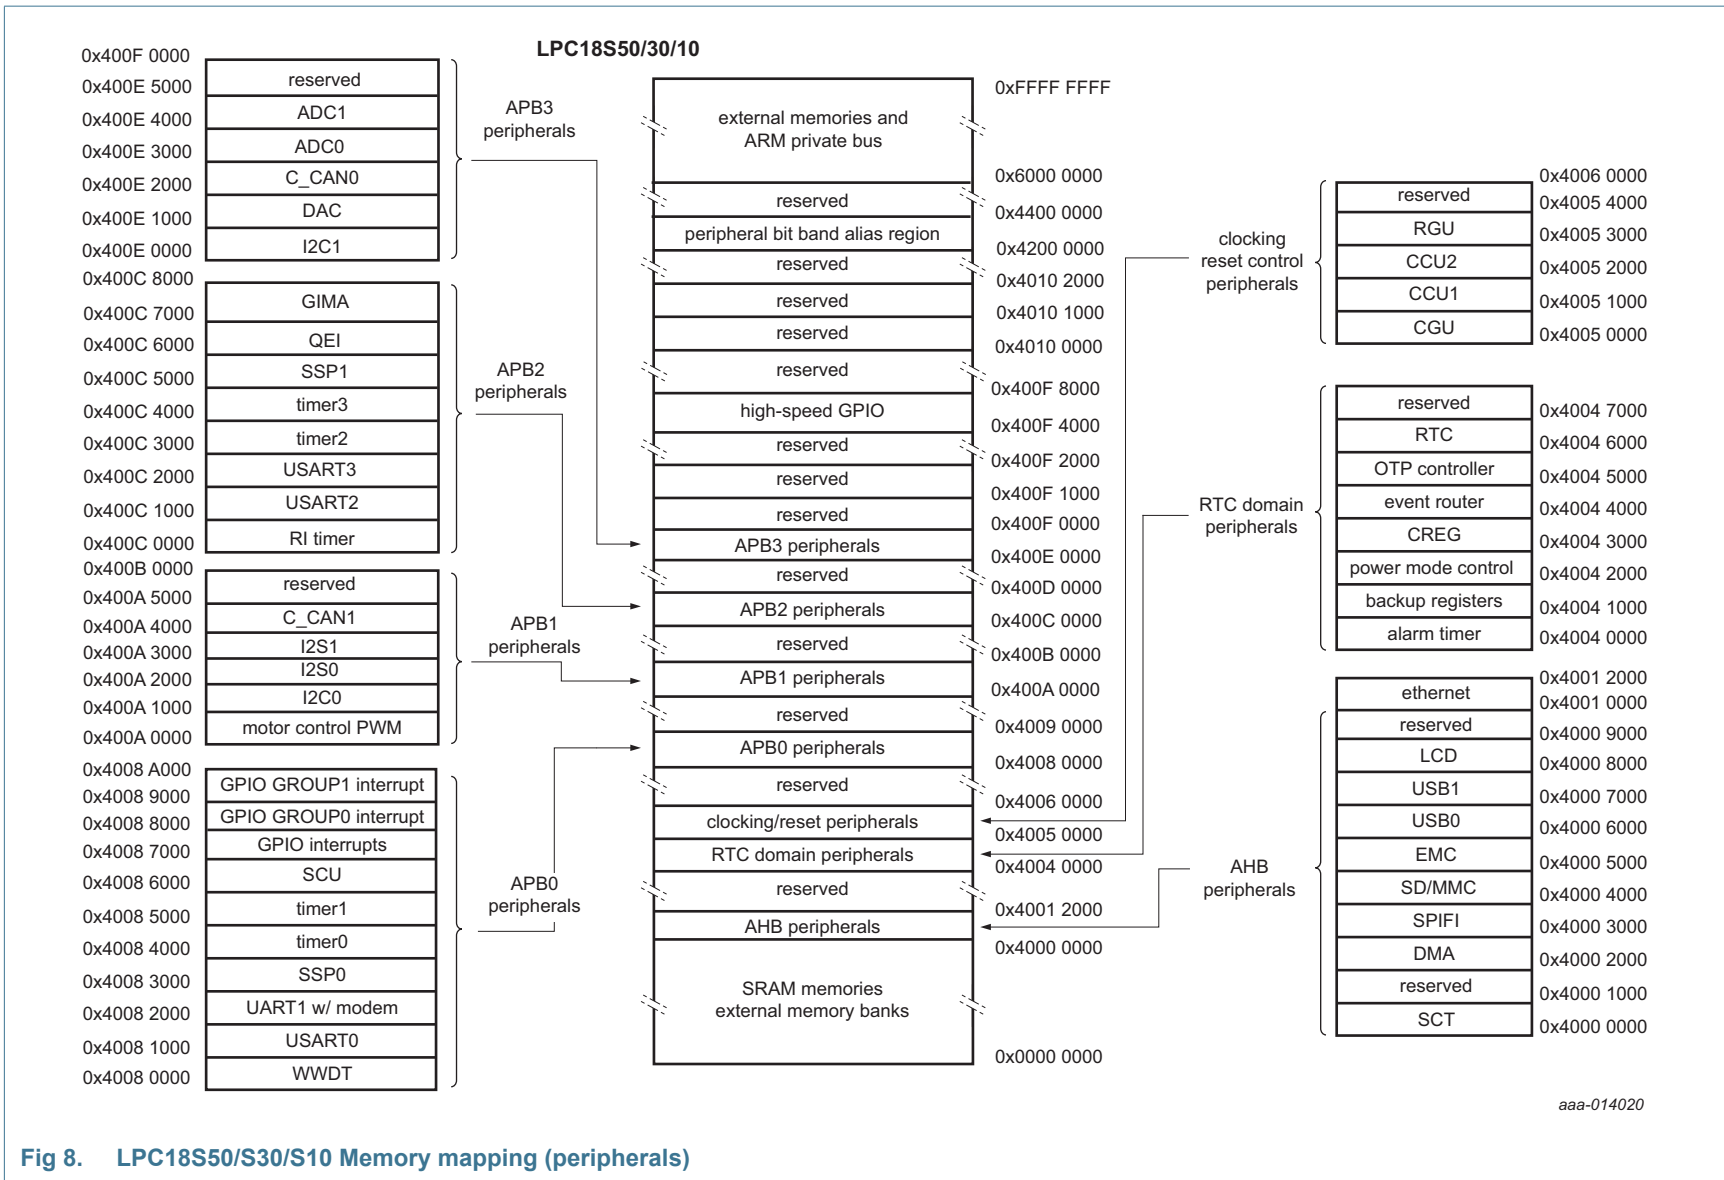 LPC18S50/30/10
0x400F 0000
reserved
0x400E 5000
ADC1
0x400E 4000
ADC0
0x400E 3000
C_CAN0
0x400E 2000
DAC
0x400E 1000
I2C1
0x400E 0000
APB3
peripherals
0x400C 8000
GIMA
0x400C 7000
QEI
0x400C 6000
SSP1
0x400C 5000
timer3
0x400C 4000
timer2
0x400C 3000
USART3
0x400C 2000
USART2
0x400C 1000
RI timer
0x400C 0000
APB2
peripherals
0x400B 0000
reserved
0x400A 5000
C_CAN1
0x400A 4000
I2S1
0x400A 3000
I2S0
0x400A 2000
I2C0
0x400A 1000
motor control PWM
0x400A 0000
APB1
peripherals
0x4008 A000
GPIO GROUP1 interrupt
0x4008 9000
GPIO GROUP0 interrupt
0x4008 8000
GPIO interrupts
0x4008 7000
SCU
0x4008 6000
timer1
0x4008 5000
timer0
0x4008 4000
SSP0
0x4008 3000
UART1 w/ modem
0x4008 2000
USART0
0x4008 1000
WWDT
0x4008 0000
APB0
peripherals
0xFFFF FFFF
external memories and
ARM private bus
0x6000 0000
reserved
0x4400 0000
peripheral bit band alias region
0x4200 0000
reserved
0x4010 2000
reserved
0x4010 1000
reserved
0x4010 0000
reserved
0x400F 8000
high-speed GPIO
0x400F 4000
reserved
0x400F 2000
reserved
0x400F 1000
reserved
0x400F 0000
APB3 peripherals
0x400E 0000
reserved
0x400D 0000
APB2 peripherals
0x400C 0000
reserved
0x400B 0000
APB1 peripherals
0x400A 0000
reserved
0x4009 0000
APB0 peripherals
0x4008 0000
reserved
0x4006 0000
clocking/reset peripherals
0x4005 0000
RTC domain peripherals
0x4004 0000
reserved
0x4001 2000
AHB peripherals
0x4000 0000
SRAM memories
external memory banks
0x0000 0000
clocking
reset control
peripherals
0x4006 0000
reserved
0x4005 4000
RGU
0x4005 3000
CCU2
0x4005 2000
CCU1
0x4005 1000
CGU
0x4005 0000
RTC domain
peripherals
reserved
0x4004 7000
RTC
0x4004 6000
OTP controller
0x4004 5000
event router
0x4004 4000
CREG
0x4004 3000
power mode control
0x4004 2000
backup registers
0x4004 1000
alarm timer
0x4004 0000
AHB
peripherals
0x4001 2000
ethernet
0x4001 0000
reserved
0x4000 9000
LCD
0x4000 8000
USB1
0x4000 7000
USB0
0x4000 6000
EMC
0x4000 5000
SD/MMC
0x4000 4000
SPIFI
0x4000 3000
DMA
0x4000 2000
reserved
0x4000 1000
SCT
0x4000 0000
aaa-014020
Fig 8. LPC18S50/S30/S10 Memory mapping (peripherals)